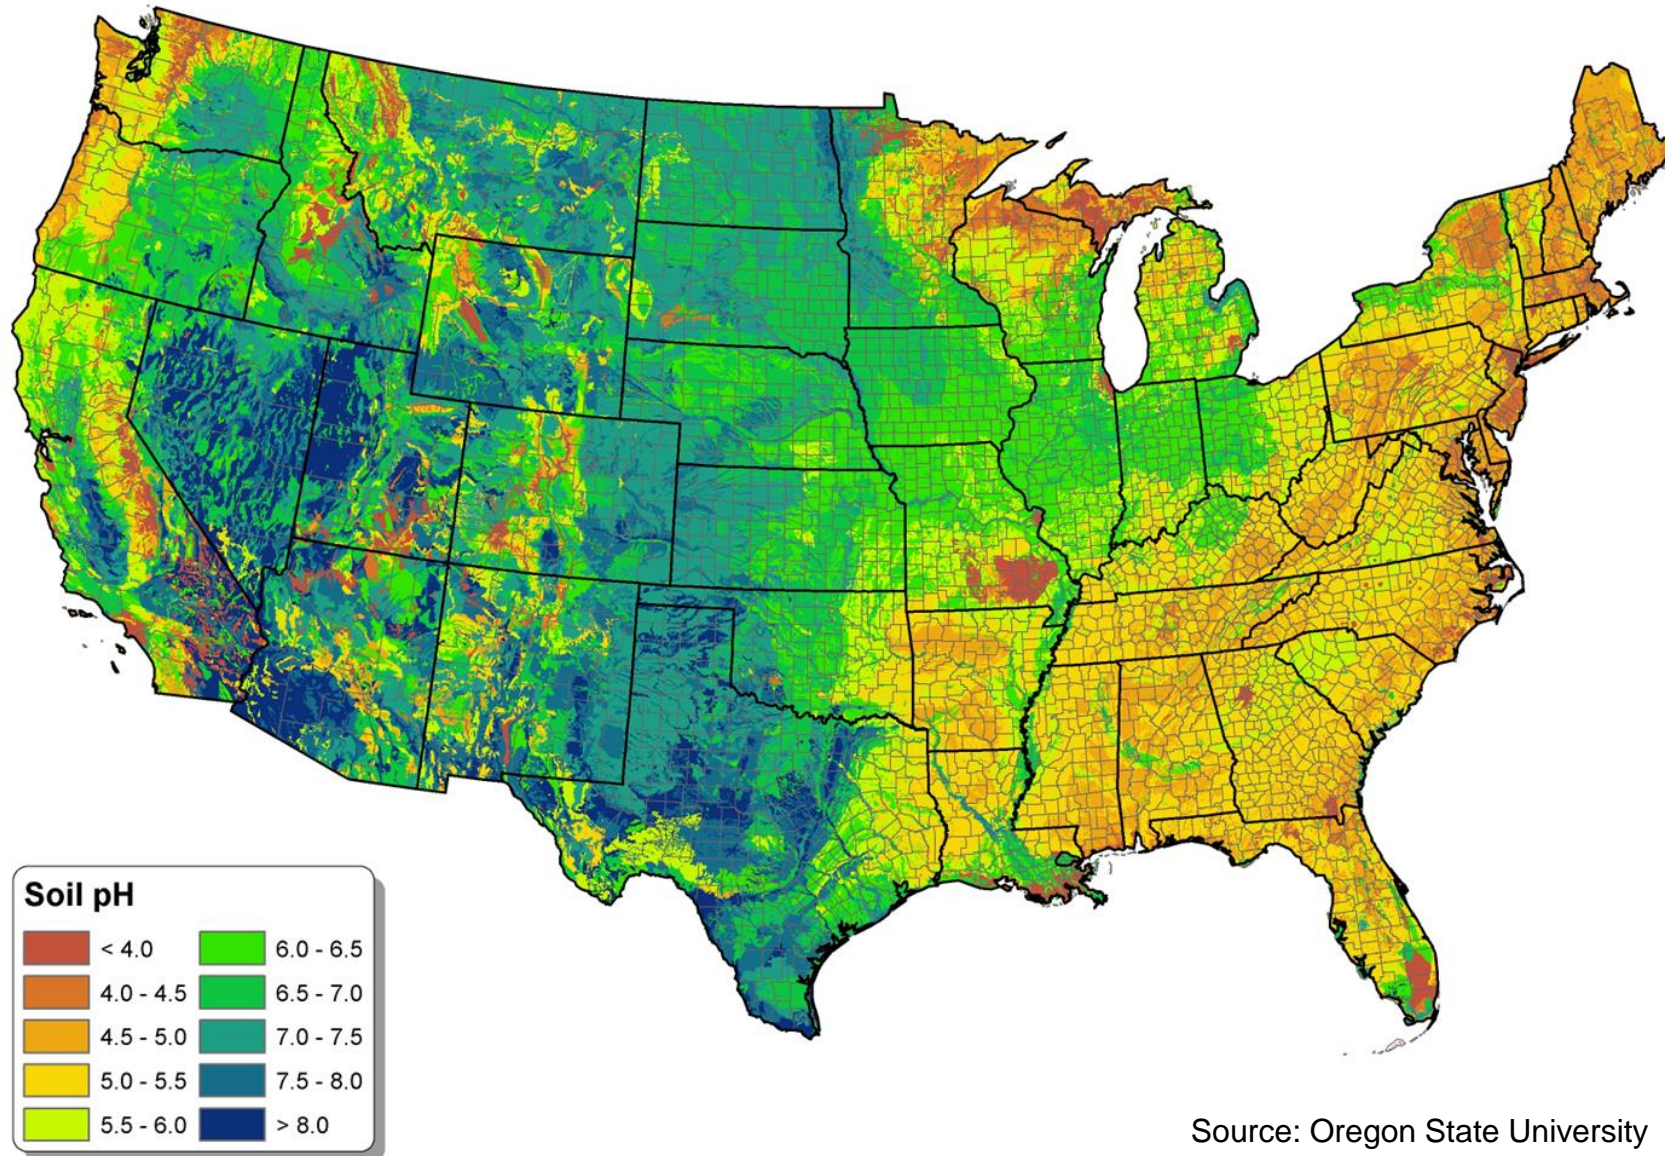 Soil pH
< 4.0
4.0 - 4.5
4.5 - 5.0
5.0 - 5.5
5.5 - 6.0
6.0 - 6.5
6.5 - 7.0
7.0 - 7.5
7.5 - 8.0
> 8.0
Source: Oregon State University